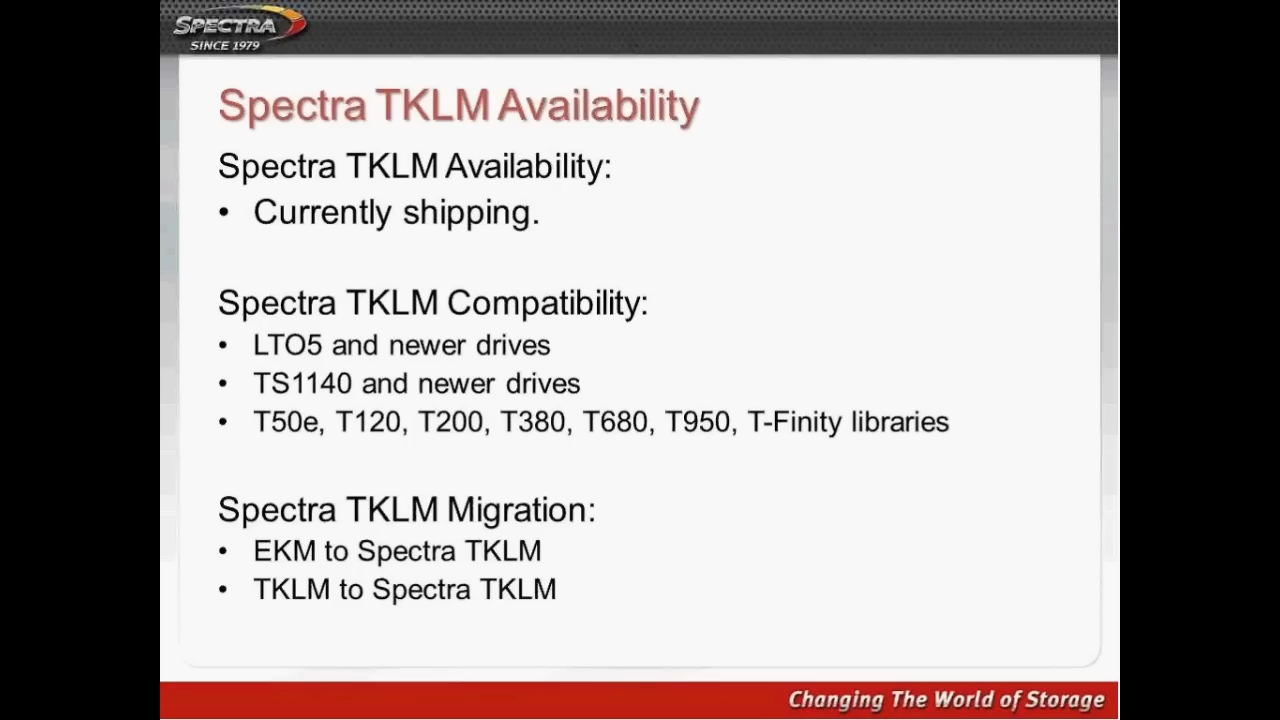 SPECTRA
SINCE 1979
Spectra TKLM Availability
Spectra TKLM Availability:
• Currently shipping.
Spectra TKLM Compatibility:
• LTO5 and newer drives
• TS1140 and newer drives
• T50e, T120, T200, T380, T680, T950, T-Finity libraries
Spectra TKLM Migration:
• EKM to Spectra TKLM
• TKLM to Spectra TKLM
Changing The World of Storage